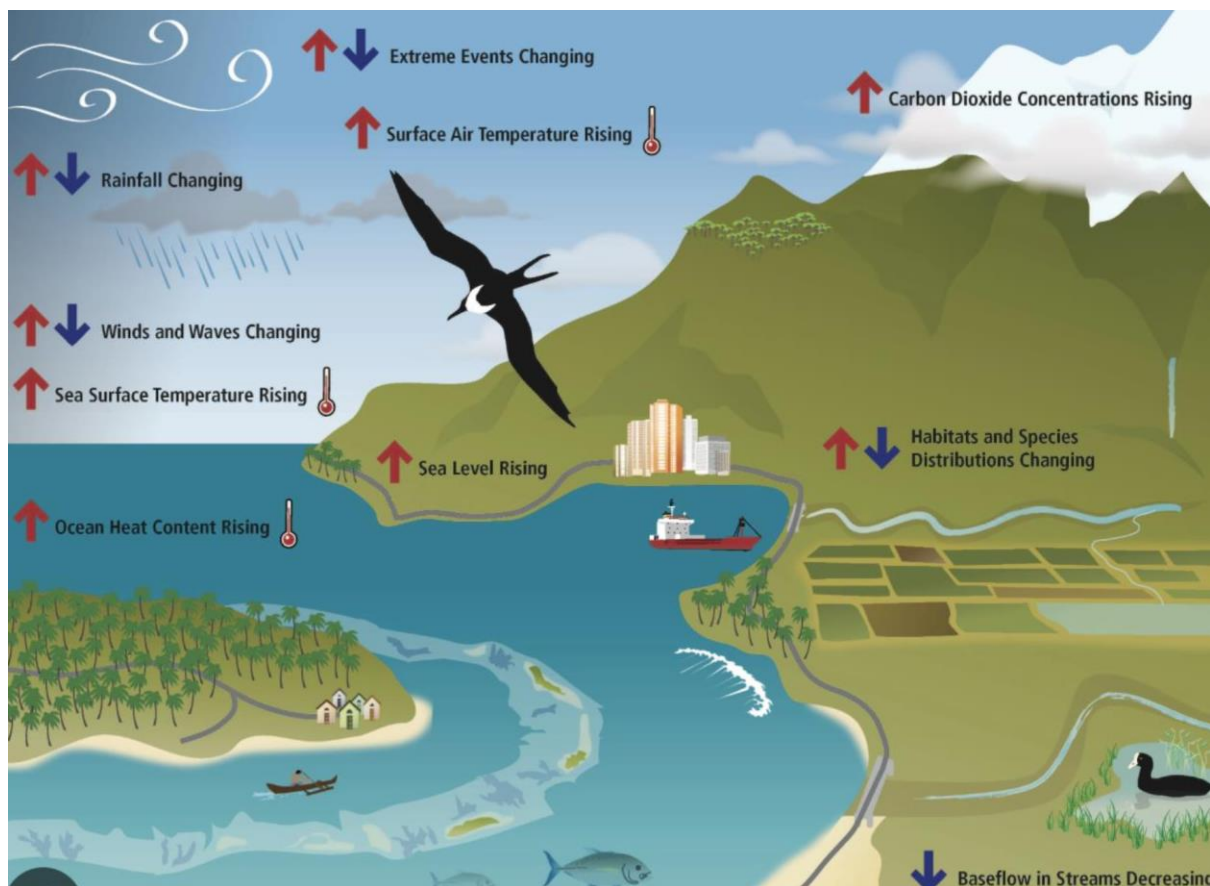 Extreme Events Changing
Carbon Dioxide Concentrations Rising
Surface Air Temperature Rising
Rainfall Changing
Winds and Waves Changing
Sea Surface Temperature Rising
Habitats and Species
Distributions Changing
Sea Level Rising
Ocean Heat Content Rising
Baseflow in Streams Decreasing